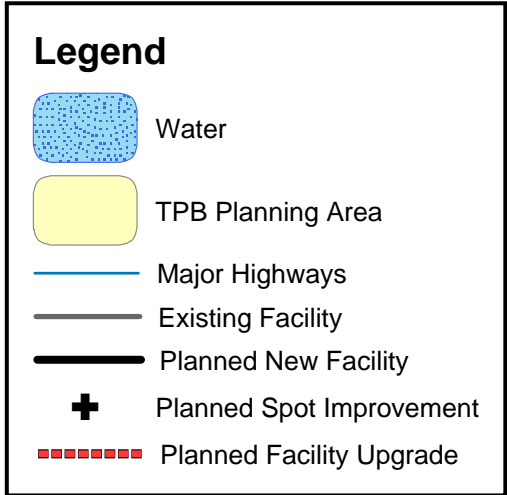 Legend
Water
TPB Planning Area
Major Highways
Existing Facility
Planned New Facility
Planned Spot Improvement
Planned Facility Upgrade